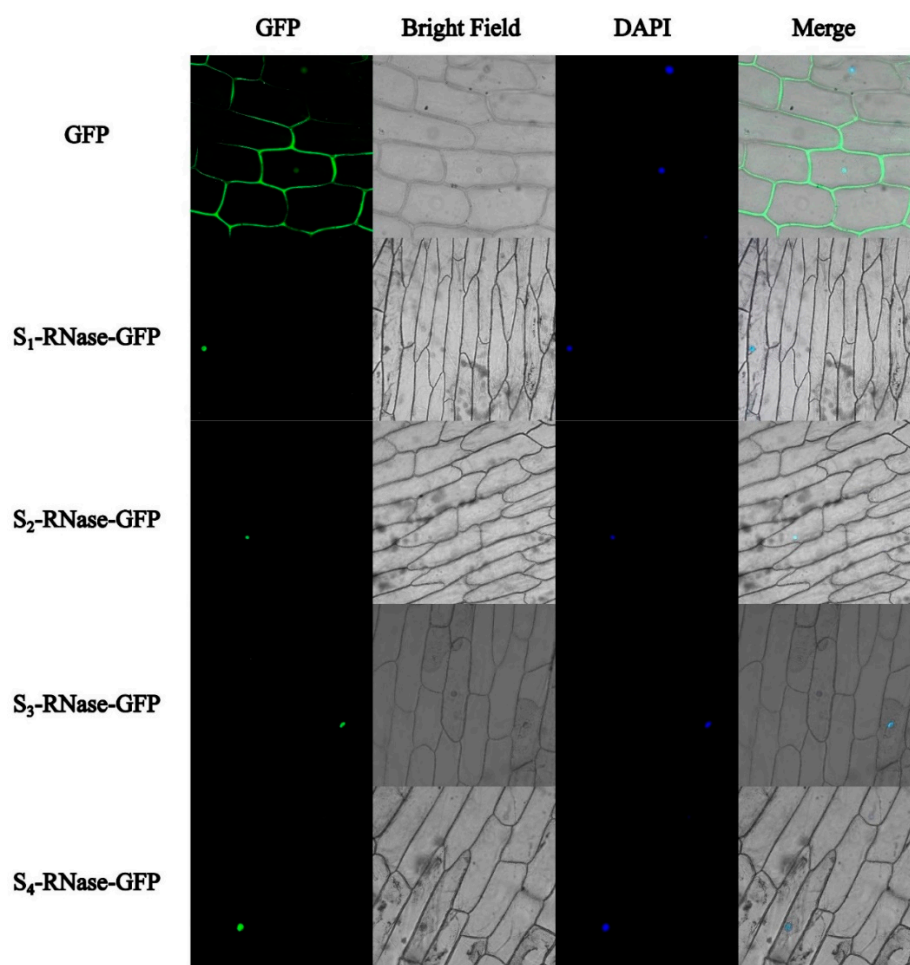 GFP Bright Field DAPI Merge
GFP
S₁-RNase-GFP
S₂-RNase-GFP
S₃-RNase-GFP
S₄-RNase-GFP